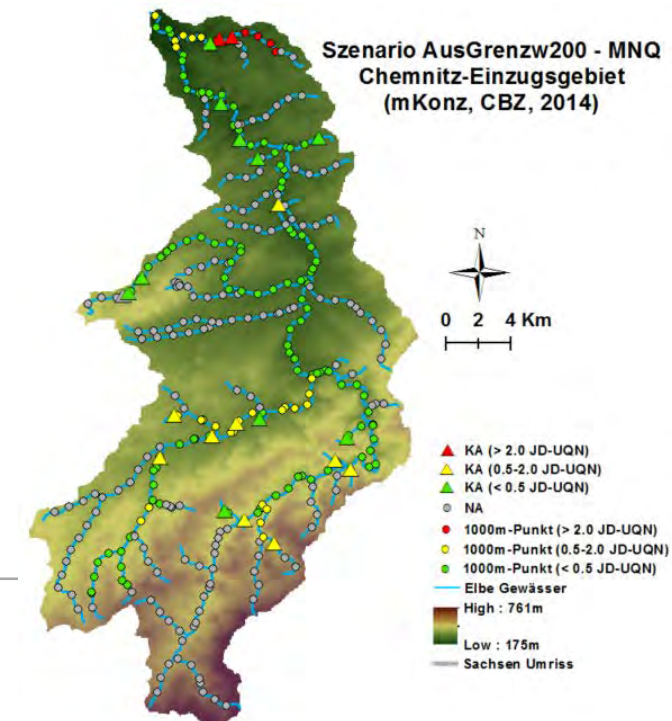 Szenario AusGrenzw200 - MNQ
Chemnitz-Einzugsgebiet
(mKonz, CBZ, 2014)
N
0 2 4 Km
KA (> 2.0 JD-UQN)
KA (0.5-2.0 JD-UQN)
KA (< 0.5 JD-UQN)
NA
1000m-Punkt (> 2.0 JD-UQN)
1000m-Punkt (0.5-2.0 JD-UQN)
1000m-Punkt (< 0.5 JD-UQN)
Elbe Gewässer
High : 761m
Low : 175m
Sachsen Umriss